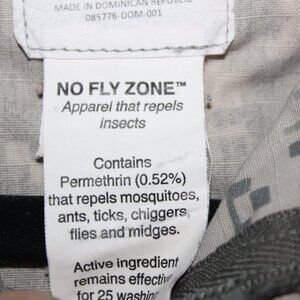 MADE IN DOMINICAN REPUBLIC
085776-DOM-001
NO FLY ZONE™
Apparel that repels
insects
Contains
Permethrin (0.52%)
that repels mosquitoes,
ants, ticks, chiggers,
flies and midges.
Active ingredient
remains effective
for 25 washing